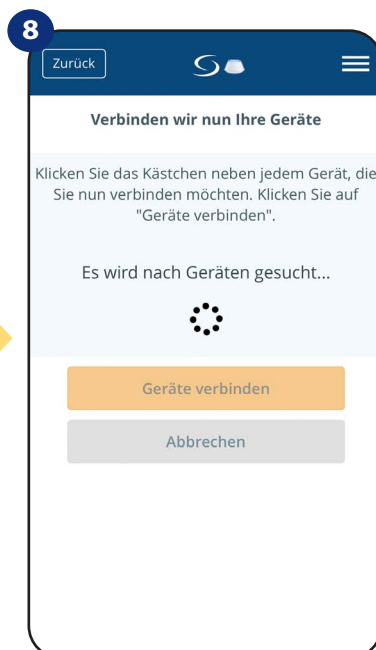 8
Zurück
Verbinden wir nun Ihre Geräte
Klicken Sie das Kästchen neben jedem Gerät, die
Sie nun verbinden möchten. Klicken Sie auf
"Geräte verbinden".
Es wird nach Geräten gesucht...
Geräte verbinden
Abbrechen